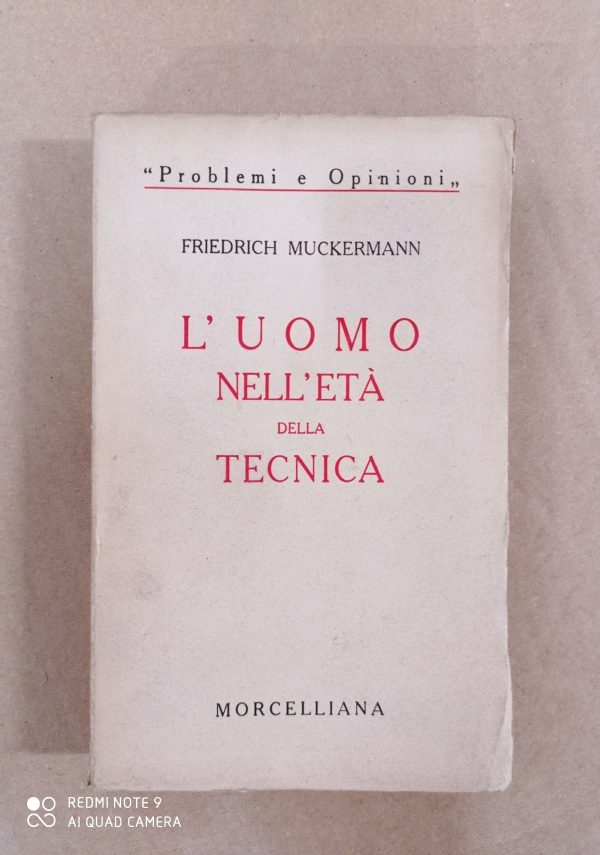 “Problemi e Opinioni„
FRIEDRICH MUCKERMANN
L'UOMO
NELL'ETÀ
DELLA
TECNICA
MORCELLIANA
REDMI NOTE 9
AI QUAD CAMERA